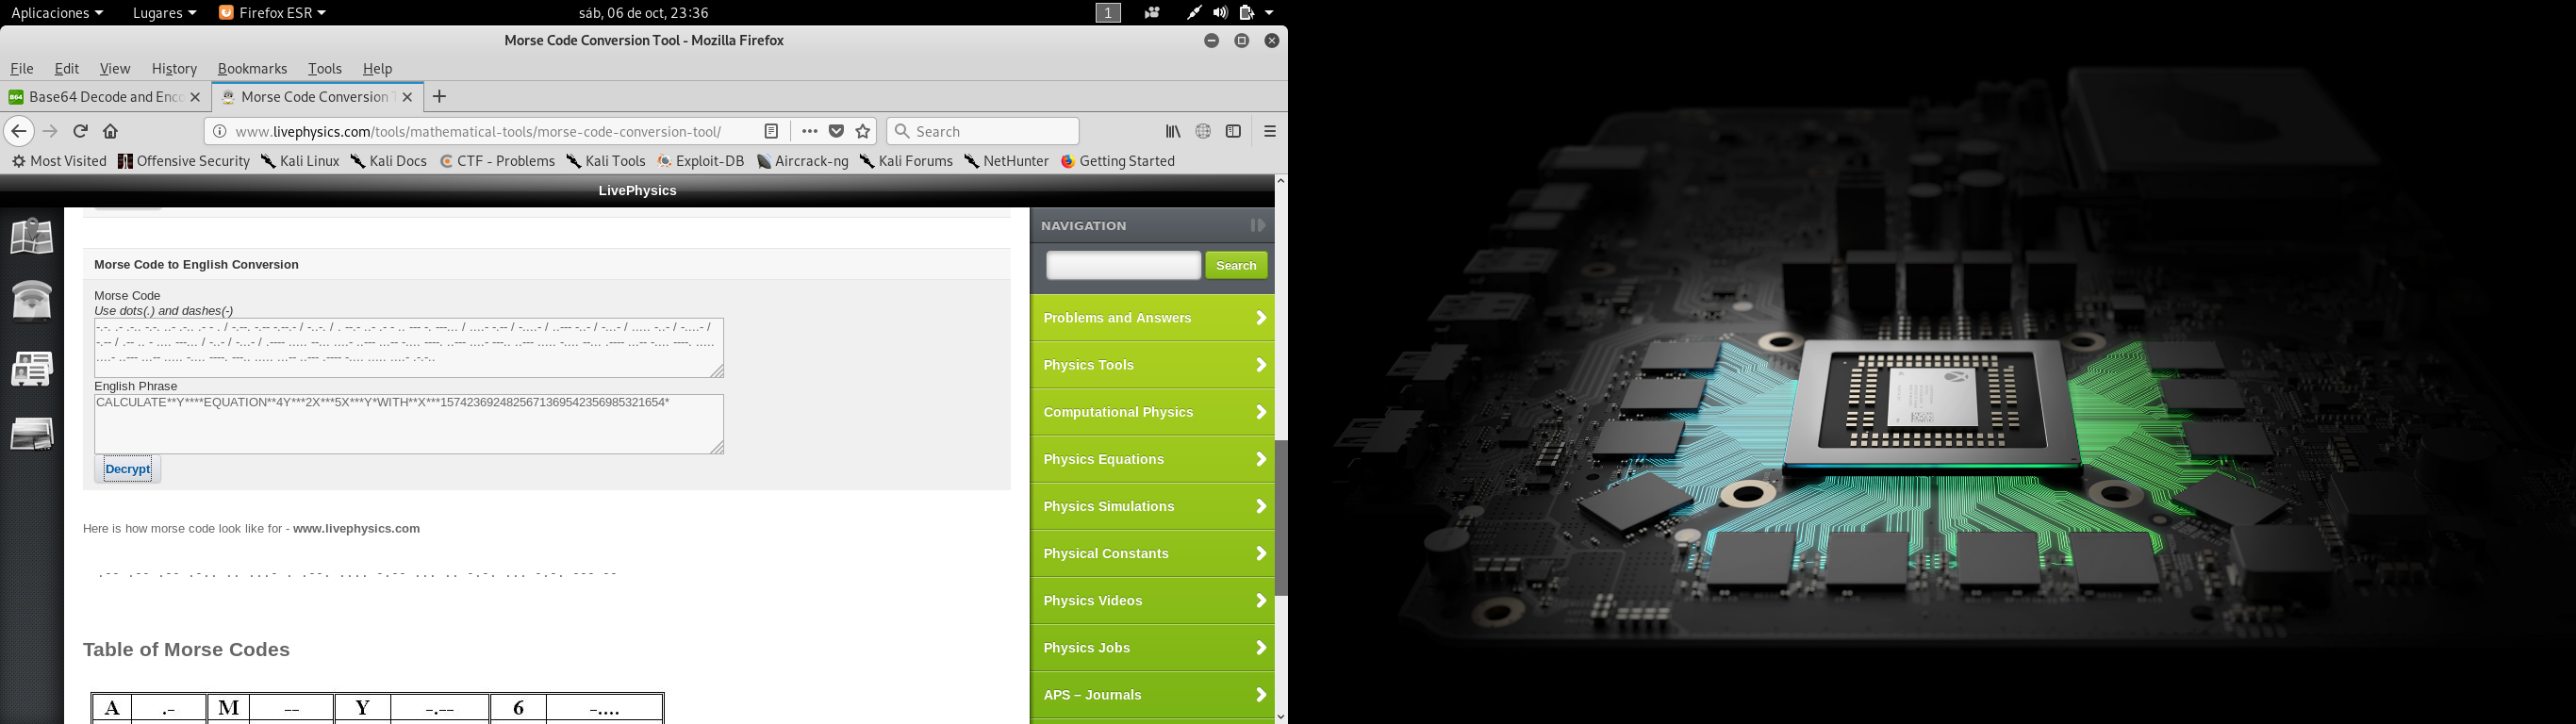 Aplicaciones Lugares Firefox ESR sáb, 06 de oct, 23:36 1
Morse Code Conversion Tool - Mozilla Firefox
File Edit View History Bookmarks Tools Help
B64 Base64 Decode and Enco Morse Code Conversion T
www.livephysics.com/tools/mathematical-tools/morse-code-conversion-tool/ Search
Most Visited Offensive Security Kali Linux Kali Docs CTF - Problems Kali Tools Exploit-DB Aircrack-ng Kali Forums NetHunter Getting Started
LivePhysics
Morse Code to English Conversion
Morse Code
Use dots(.) and dashes(-)
-.-. .- .-.. -.-. ..- .-.. .- - . / -.--. -.-- -.--.- / -..-. / . --.- ..- .- - .. --- -. ---... / ....- -.-- / -....- / ..--- -..- / -...- / ..... -..- / -....- /
-.-- / .-- .. - .... ---... / -..- / -...- / .---- ..... --... ....- ..--- ...-- -.... ----. ..--- ....- ---.. ..--- ..... -.... --... .---- ...-- -.... ----. .....
....- ..--- ...-- ..... -.... ----. ---.. ..... ...-- ..--- .---- -.... ..... ....- .-.-..
English Phrase
CALCULATE**Y****EQUATION**4Y***2X***5X***Y*WITH**X***157423692482567136954235698532​1654*
Decrypt
Here is how morse code look like for - www.livephysics.com
.-- .-- .-- .-.. .. ...- . .--. .... -.-- ... .. -.-. ... -.-. --- --
Table of Morse Codes
A .- M -- Y -.-- 6 -....
NAVIGATION
Search
Problems and Answers
Physics Tools
Computational Physics
Physics Equations
Physics Simulations
Physical Constants
Physics Videos
Physics Jobs
APS – Journals